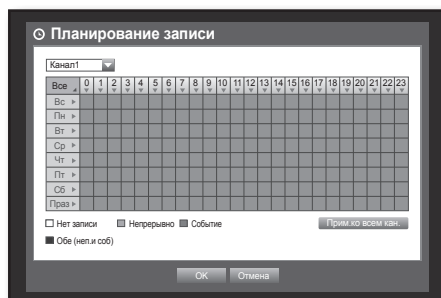 Планирование записи
Канал1
Все 0 1 2 3 4 5 6 7 8 9 10 11 12 13 14 15 16 17 18 19 20 21 22 23
Вс
Пн
Вт
Ср
Чт
Пт
Сб
Праз
Нет записи Непрерывно Событие Прим.ко всем кан.
Обе (неп.и соб)
OK Отмена